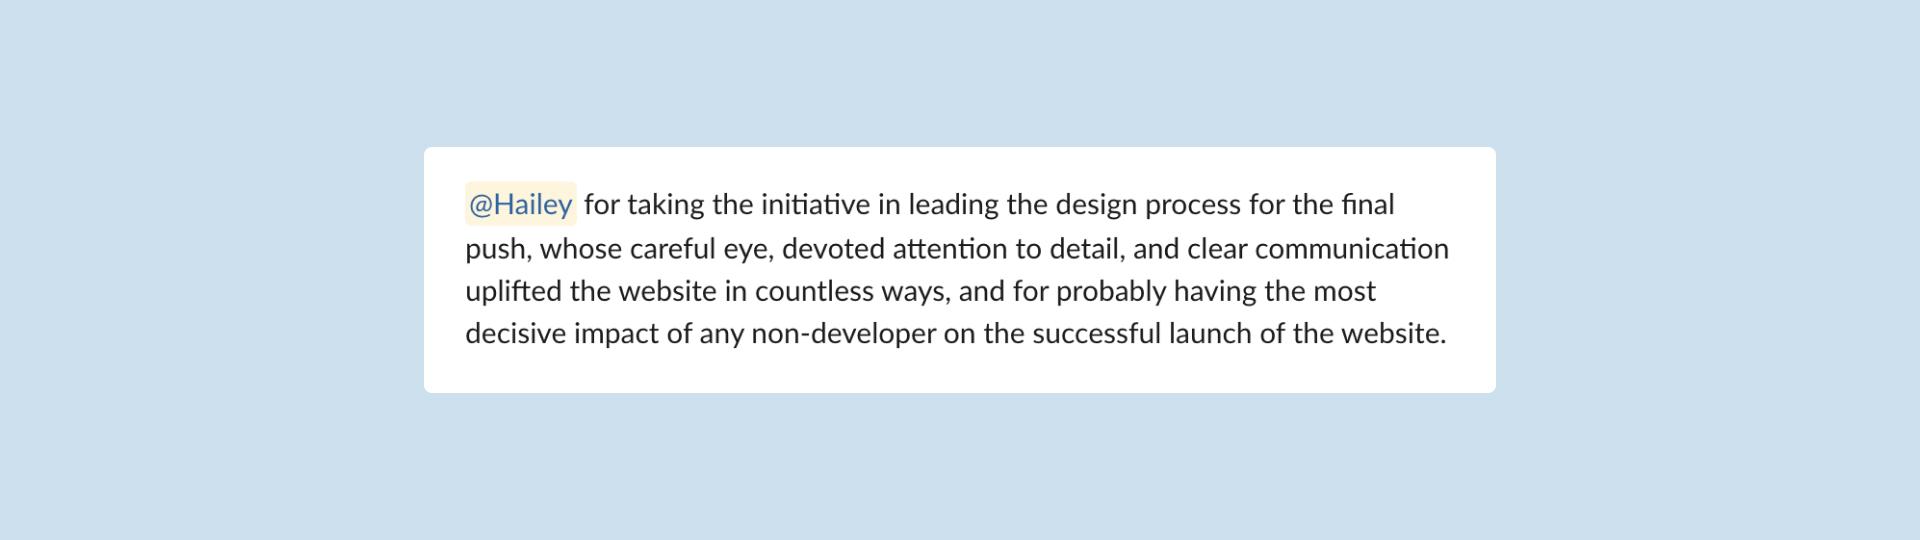 @Hailey for taking the initiative in leading the design process for the final
push, whose careful eye, devoted attention to detail, and clear communication
uplifted the website in countless ways, and for probably having the most
decisive impact of any non-developer on the successful launch of the website.